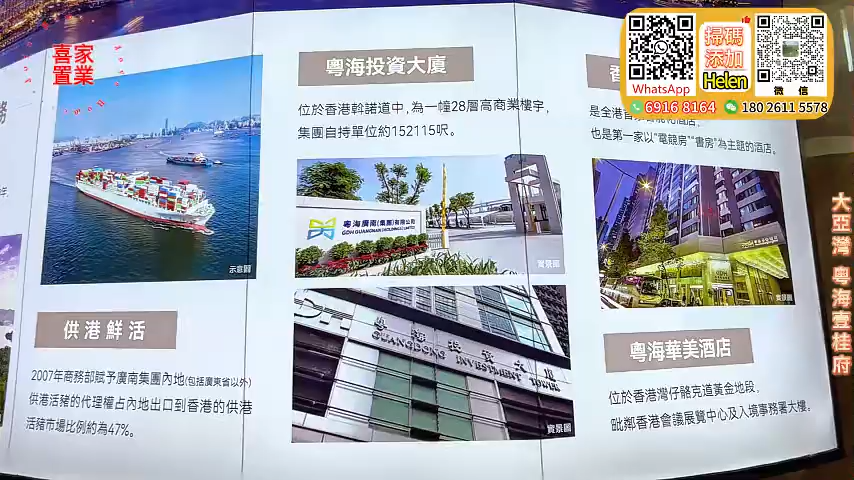 喜家
置業
供港鮮活
示意圖
2007年商務部賦予廣南集團內地(包括廣東省以外)
供港活豬的代理權占內地出口到香港的供港
活豬市場比例約為47%。
粵海投資大廈
位於香港幹諾道中，為一幢28層高商業樓宇，
集團自持單位約152115呎。
粵海廣南(集團)有限公司
GDH GUANGNAN (HOLDINGS) LIMITED
實景圖
粵海投資大廈
GUANGDONG INVESTMENT TOWER
實景圖
也是第一家以"電競房""書房"為主題的酒店。
實景圖
粵海華美酒店
位於香港灣仔駱克道黃金地段，
毗鄰香港會議展覽中心及入境事務署大樓。
掃碼
添加
Helen
WhatsApp
微信
6916 8164
180 2611 5578
大亞灣 粵海壹桂府